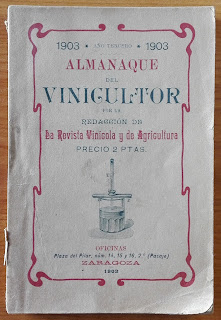 1903 • AÑO TERCERO • 1903
ALMANAQUE
DEL
VINICULTOR
POR LA
REDACCIÓN DE
La Revista Vinícola y de Agricultura
PRECIO 2 PTAS.
OFICINAS
Plaza del Pilar, núm. 14, 15 y 16, 2.º (Pasaje)
ZARAGOZA
1903